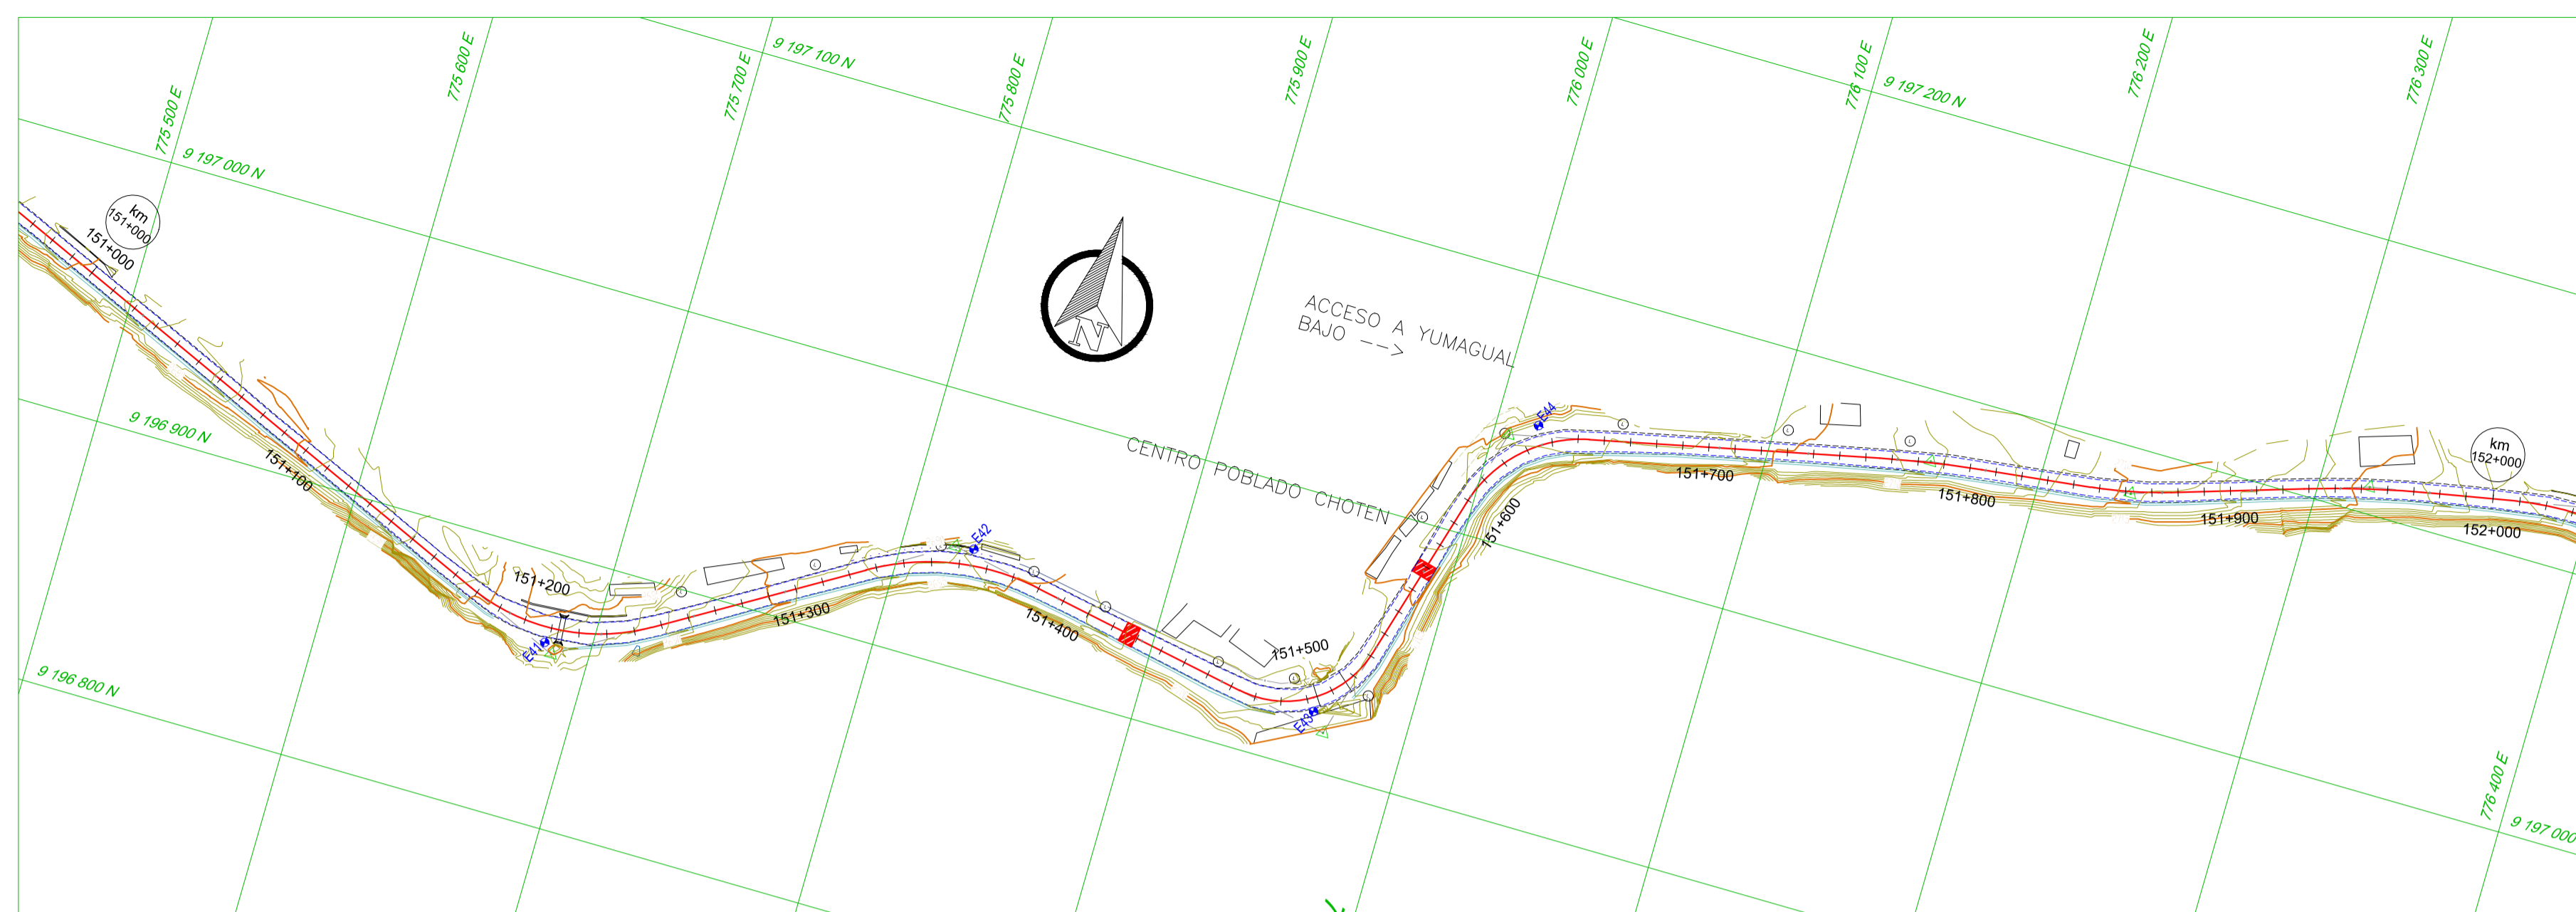 775 500 E
775 600 E
775 700 E
775 800 E
775 900 E
776 000 E
776 100 E
776 200 E
776 300 E
9 197 100 N
9 197 200 N
9 197 000 N
km
151+000
151+000
N
ACCESO A YUMAGUAL
BAJO -->
9 196 900 N
151+100
CENTRO POBLADO CHOTEN
E44
km
152+000
151+700
151+800
151+900
152+000
151+600
E42
151+200
151+300
151+400
151+500
E41
E43
9 196 800 N
776 400 E
9 197 000